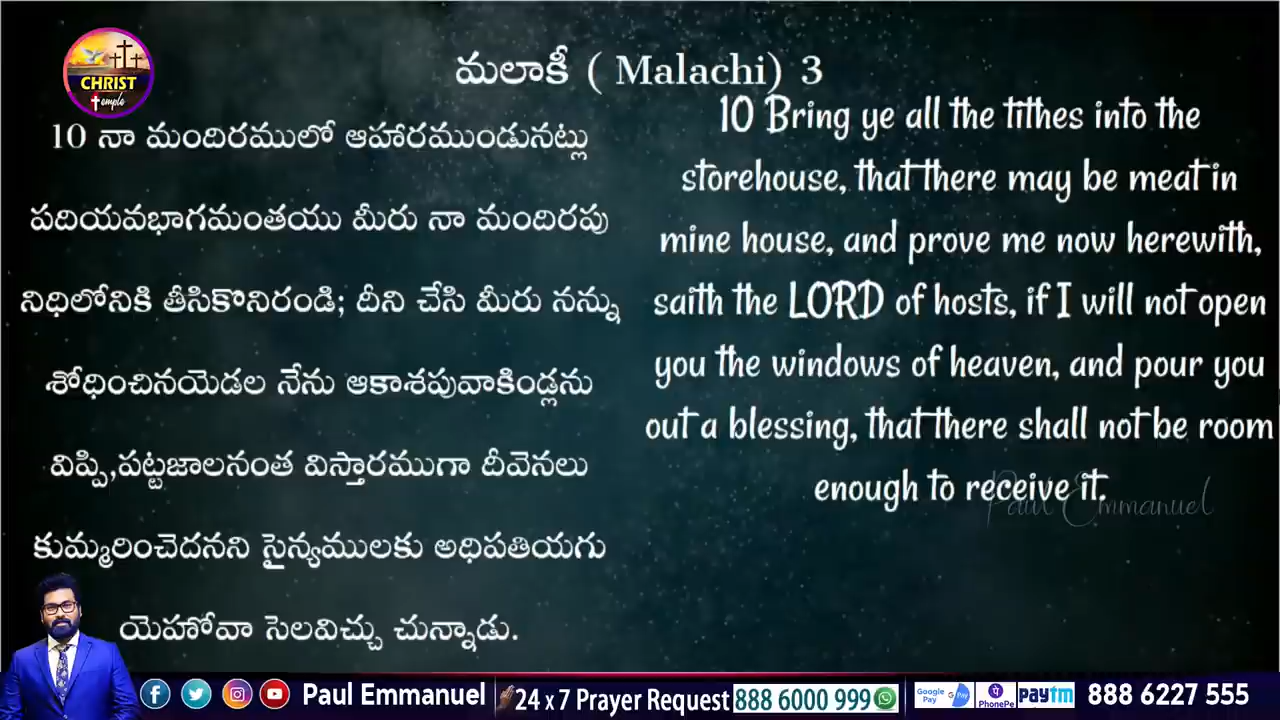 CHRIST
Temple
మలాకీ ( Malachi) 3
10 నా మందిరములో ఆహారముండునట్లు
పదియవభాగమంతయు మీరు నా మందిరపు
నిధిలోనికి తీసికొనిరండి; దీని చేసి మీరు నన్ను
శోధించినయెడల నేను ఆకాశపువాకిండ్లను
విప్పి,పట్టజాలనంత విస్తారముగా దీవెనలు
కుమ్మరించెదనని సైన్యములకు అధిపతియగు
యెహోవా సెలవిచ్చు చున్నాడు.
10 Bring ye all the tithes into the
storehouse, that there may be meat in
mine house, and prove me now herewith,
saith the LORD of hosts, if I will not open
you the windows of heaven, and pour you
out a blessing, that there shall not be room
enough to receive it.
Paul Emmanuel
Paul Emmanuel
24 x 7 Prayer Request 888 6000 999
Google Pay
G Pay
PhonePe
paytm
888 6227 555